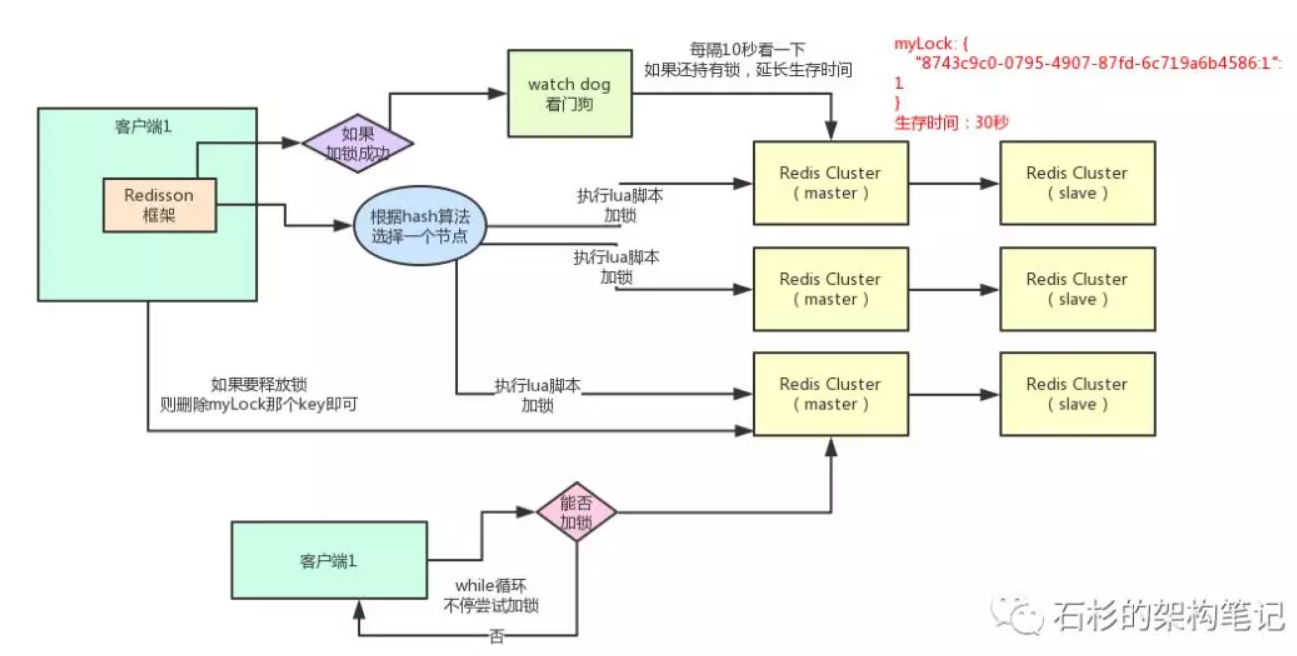 每隔10秒看一下
如果还持有锁，延长生存时间
myLock: {
"8743c9c0-0795-4907-87fd-6c719a6b4586:1":
1
}
生存时间：30秒
watch dog
看门狗
客户端1
如果
加锁成功
Redisson
框架
根据hash算法
选择一个节点
执行lua脚本
加锁
Redis Cluster
（master）
Redis Cluster
（slave）
执行lua脚本
加锁
Redis Cluster
（master）
Redis Cluster
（slave）
如果要释放锁
则删除myLock那个key即可
执行lua脚本
加锁
Redis Cluster
（master）
Redis Cluster
（slave）
能否
加锁
客户端1
while循环
不停尝试加锁
否
石杉的架构笔记